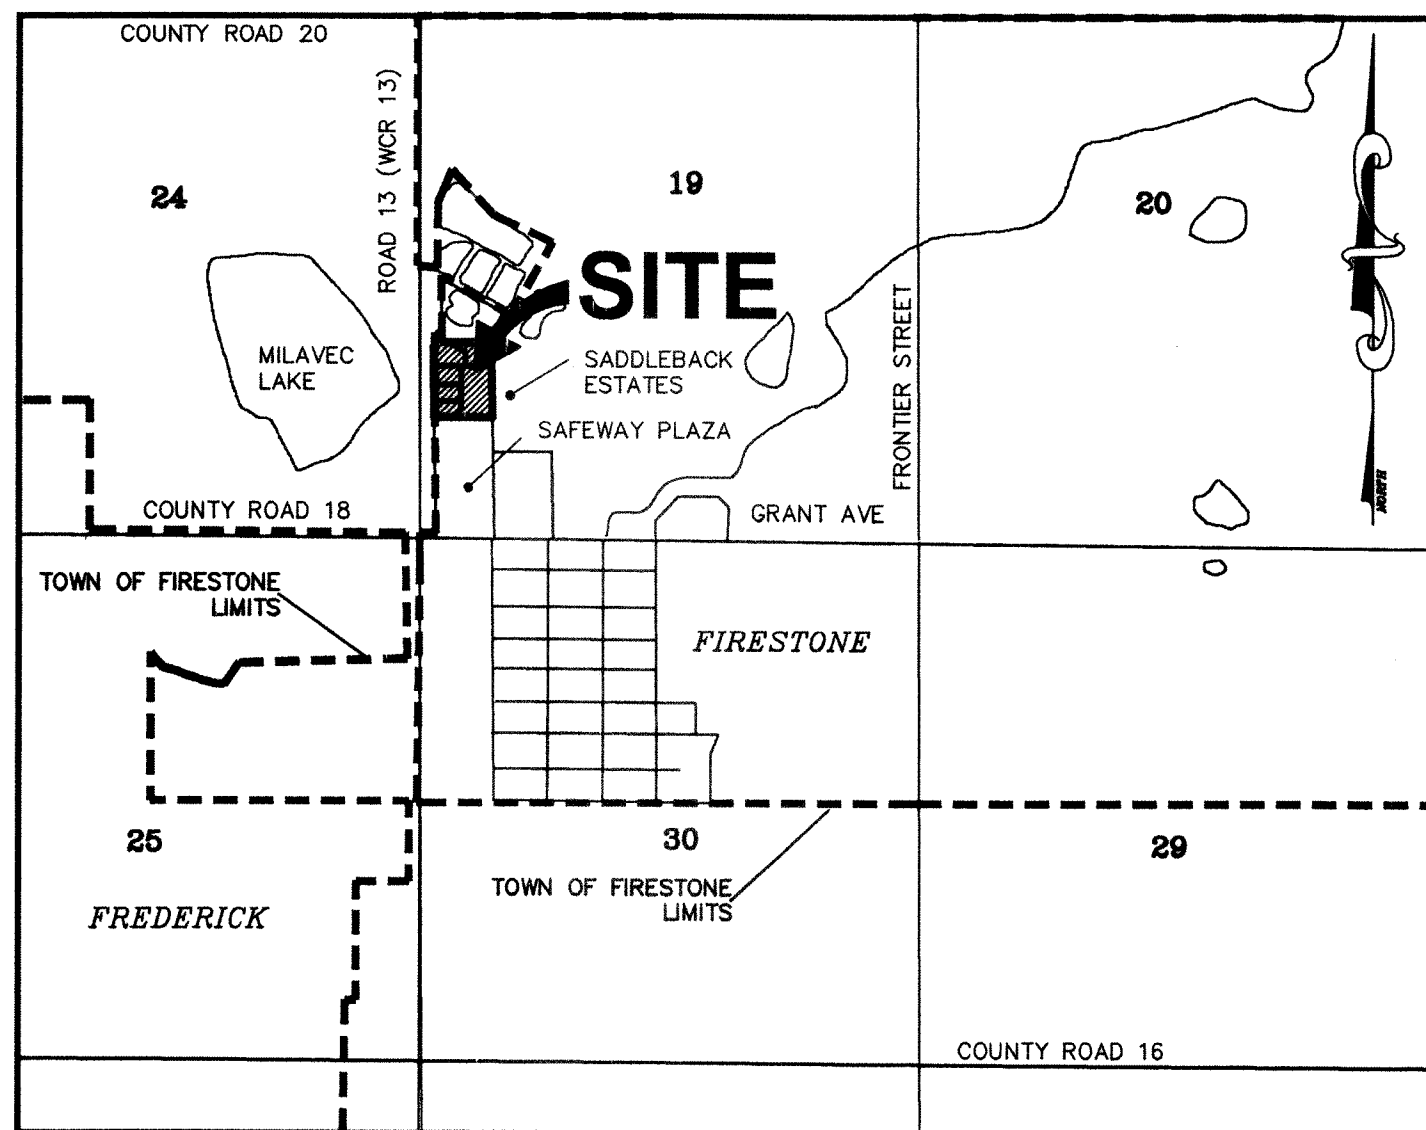 COUNTY ROAD 20
ROAD 13 (WCR 13)
24
19
20
SITE
MILAVEC
LAKE
SADDLEBACK
ESTATES
SAFEWAY PLAZA
FRONTIER STREET
NORTH
COUNTY ROAD 18
GRANT AVE
TOWN OF FIRESTONE
LIMITS
FIRESTONE
25
30
29
TOWN OF FIRESTONE
LIMITS
FREDERICK
COUNTY ROAD 16